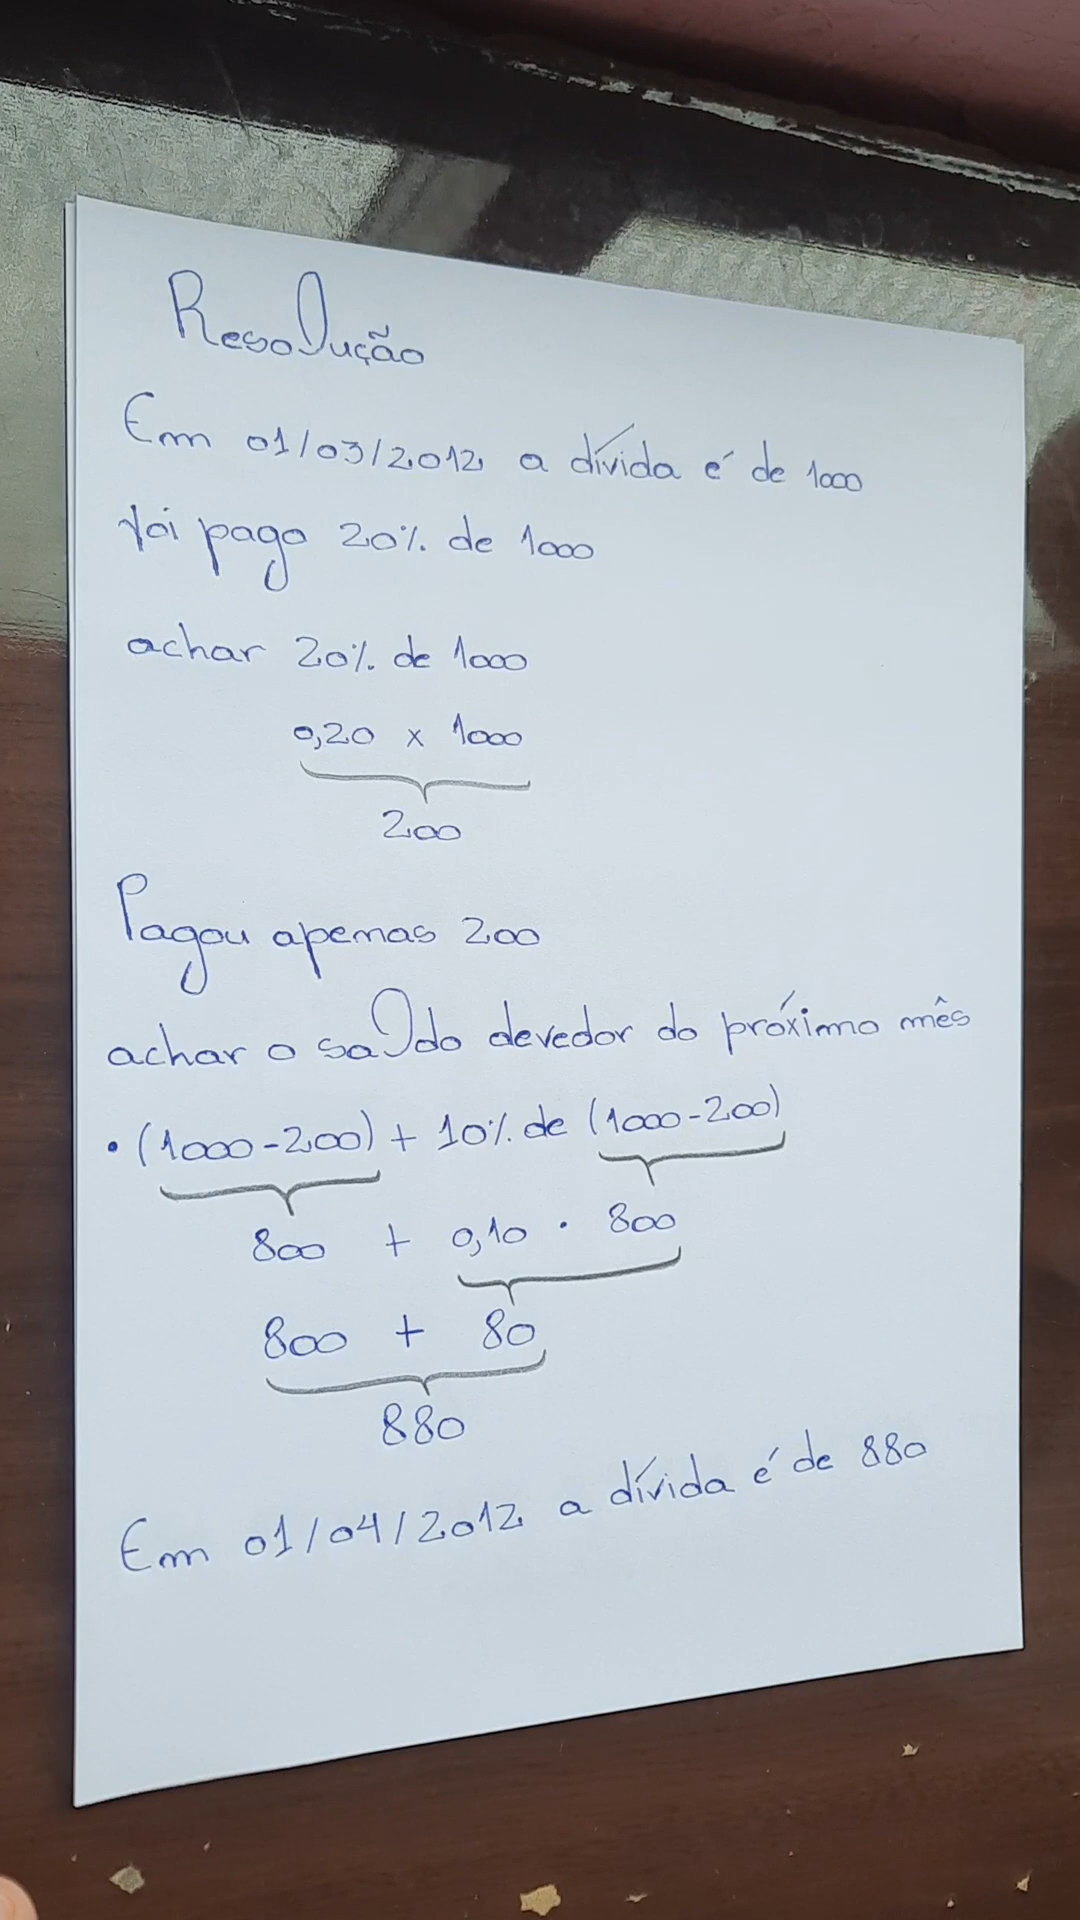 Resolução
Em 01/03/2012 a dívida é de 1000
foi pago 20% de 1000
achar 20% de 1000
0,20 x 1000
200
Pagou apenas 200
achar o saldo devedor do próximo mês
• (1000-200) + 10% de (1000-200)
800 + 0,10 · 800
800 + 80
880
Em 01/04/2012 a dívida é de 880